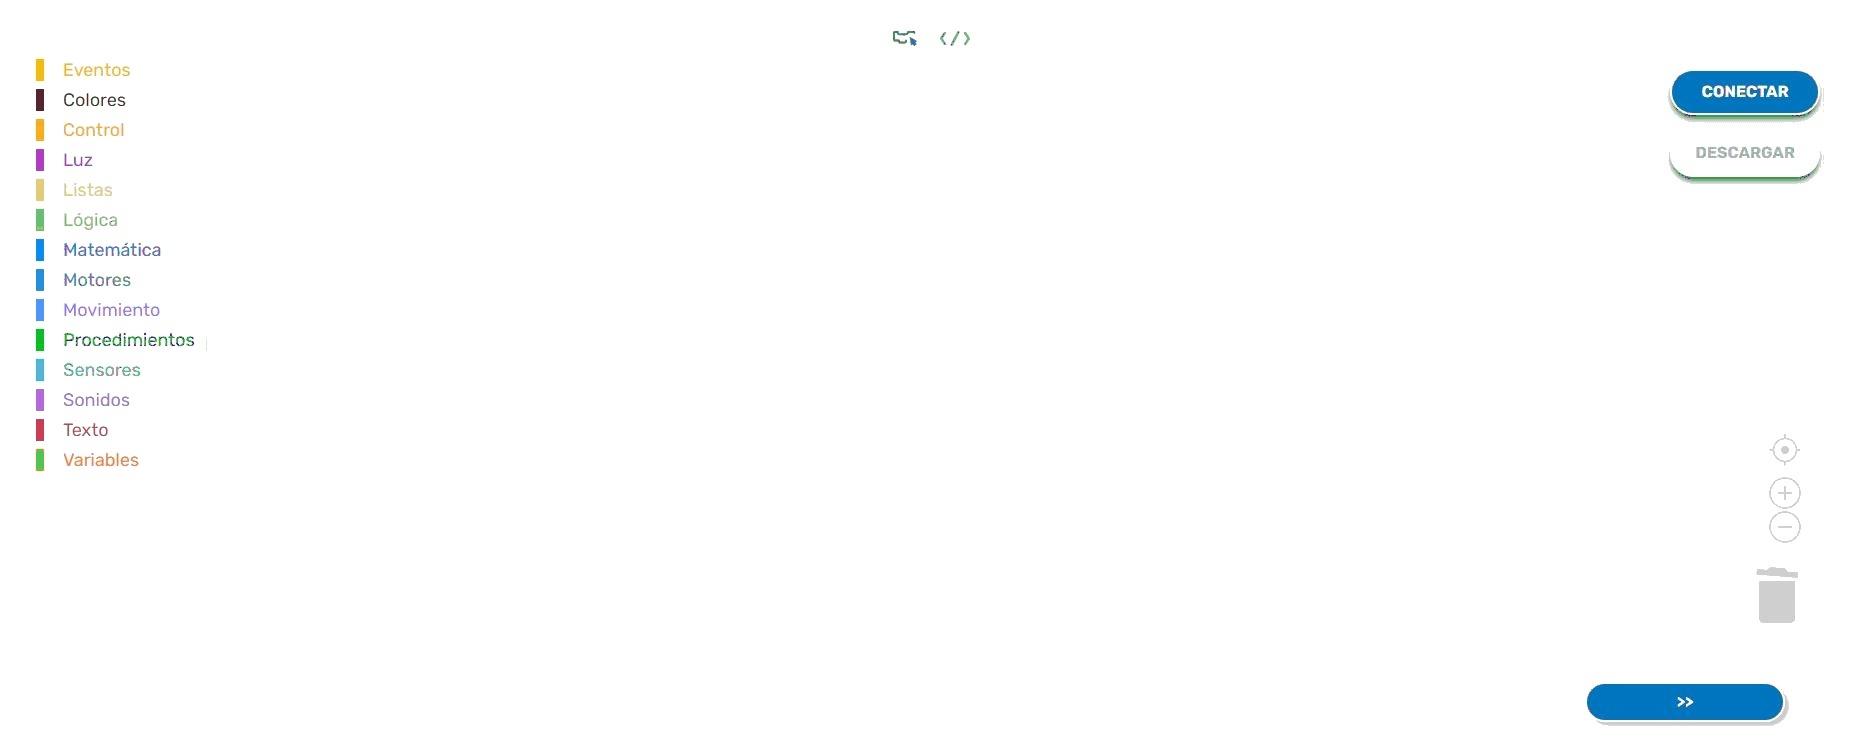 </>
Eventos
Colores
Control
Luz
Listas
Lógica
Matemática
Motores
Movimiento
Procedimientos
Sensores
Sonidos
Texto
Variables
CONECTAR
DESCARGAR
>>